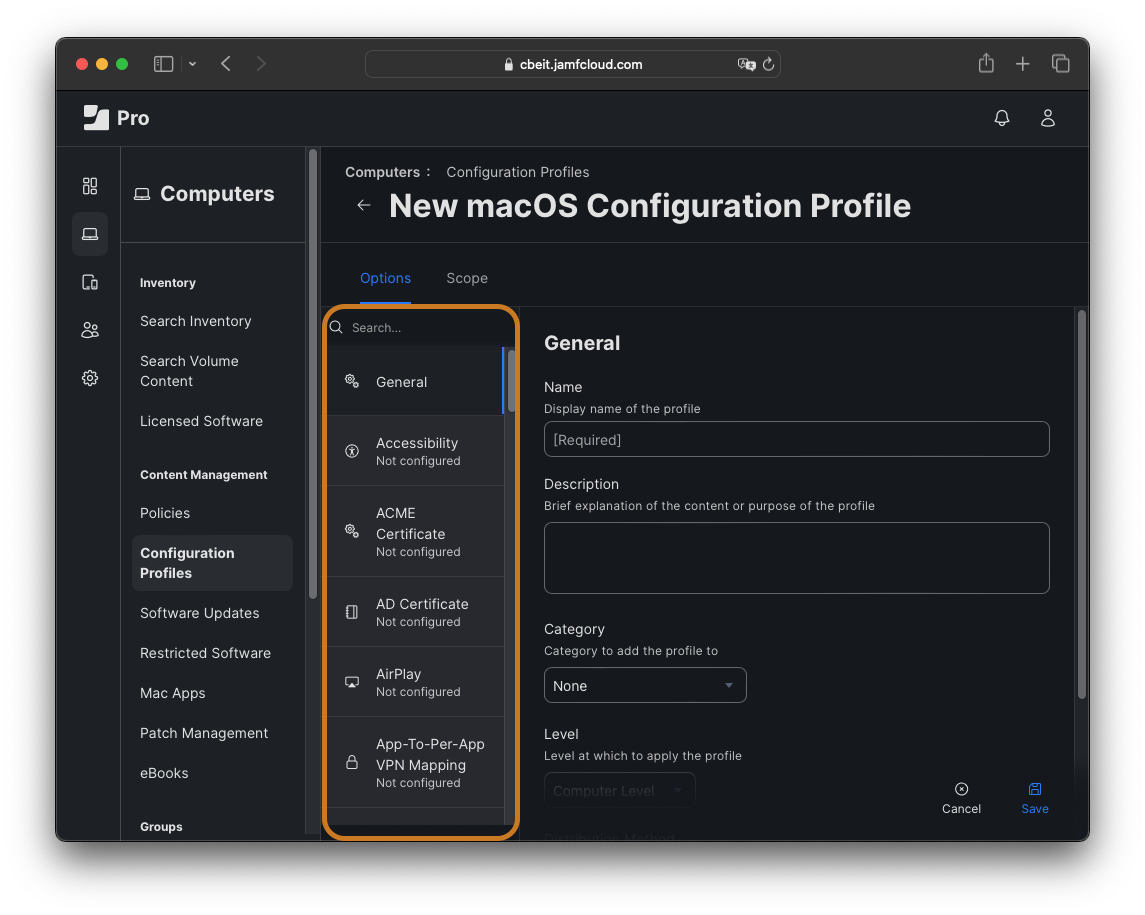 cbeit.jamfcloud.com
Pro
Computers
Inventory
Search Inventory
Search Volume
Content
Licensed Software
Content Management
Policies
Configuration
Profiles
Software Updates
Restricted Software
Mac Apps
Patch Management
eBooks
Groups
Computers : Configuration Profiles
New macOS Configuration Profile
Options Scope
Search...
General
Accessibility
Not configured
ACME
Certificate
Not configured
AD Certificate
Not configured
AirPlay
Not configured
App-To-Per-App
VPN Mapping
Not configured
General
Name
Display name of the profile
[Required]
Description
Brief explanation of the content or purpose of the profile
Category
Category to add the profile to
None
Level
Level at which to apply the profile
Computer Level
Distribution Method
Cancel
Save